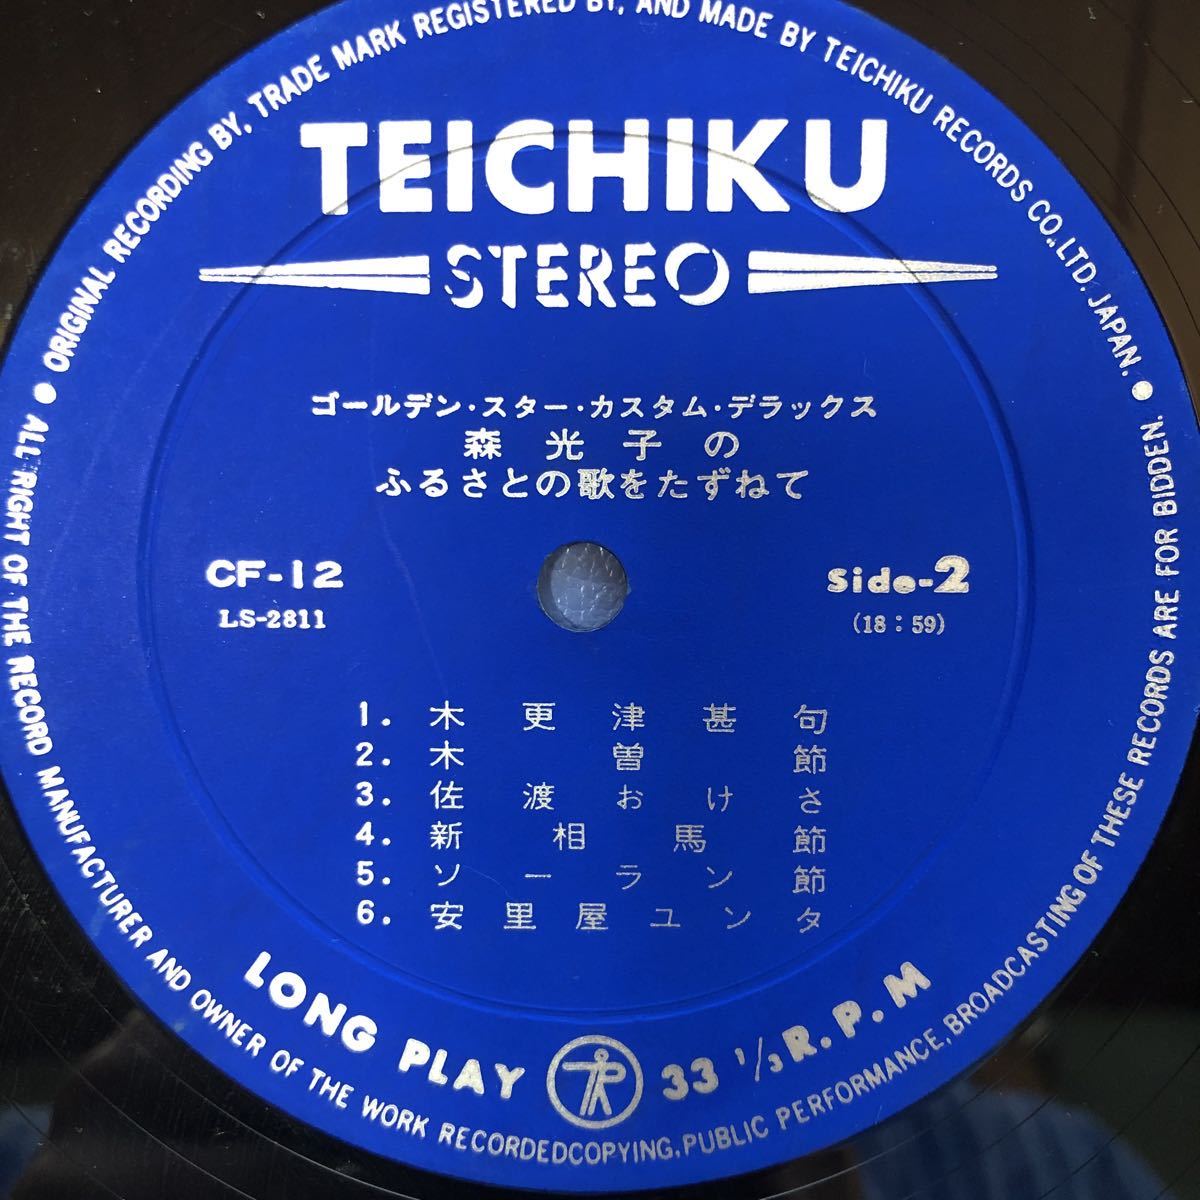 ORIGINAL RECORDING BY, TRADE MARK REGISTERED BY, AND MADE BY TEICHIKU RECORDS CO., LTD. JAPAN.
TEICHIKU
STEREO
ゴールデン・スター・カスタム・デラックス
森光子の
ふるさとの歌をたずねて
CF-12
LS-2811
Side-2
(18:59)
1. 木更津甚句
2. 木曽節
3. 佐渡おけさ
4. 新相馬節
5. ソーラン節
6. 安里屋ユンタ
LONG PLAY 33 1/3 R.P.M
ALL RIGHT OF THE RECORD MANUFACTURER AND OWNER OF THE WORK RECORDEDCOPYING, PUBLIC PERFORMANCE, BROADCASTING OF THESE RECORDS ARE FOR BIDDEN.